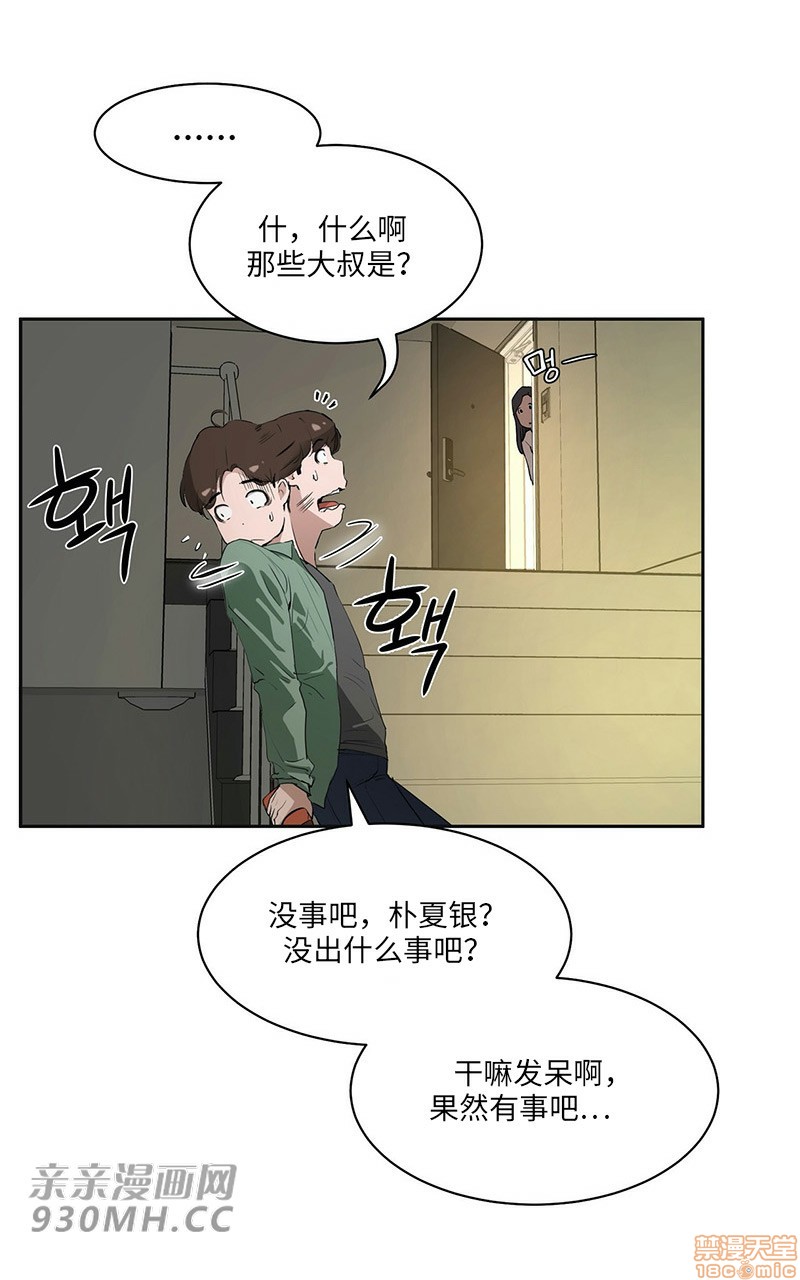 ......
什，什么啊
那些大叔是？
멍—
홱
홱
没事吧，朴夏银？
没出什么事吧？
干嘛发呆啊，
果然有事吧...
亲亲漫画网
930MH.CC
禁漫天堂
18comic